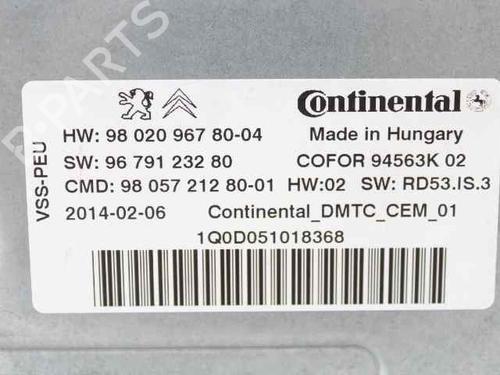 B-PARTS
Continental
HW: 98 020 967 80-04 Made in Hungary
SW: 96 791 232 80 COFOR 94563K 02
CMD: 98 057 212 80-01 HW:02 SW: RD53.IS.3
2014-02-06 Continental_DMTC_CEM_01
1Q0D051018368
VSS-PEU